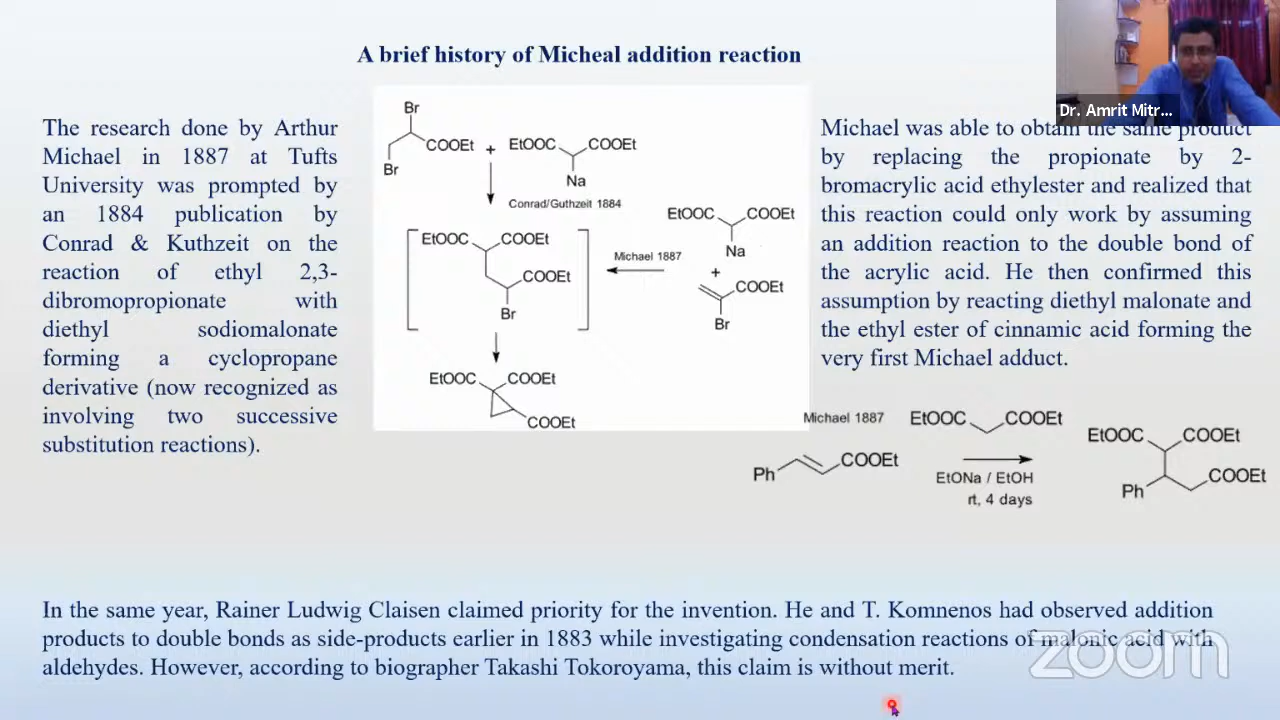 A brief history of Micheal addition reaction
Dr. Amrit Mitr...
The research done by Arthur
Michael in 1887 at Tufts
University was prompted by
an 1884 publication by
Conrad & Kuthzeit on the
reaction of ethyl 2,3-
dibromopropionate with
diethyl sodiomalonate
forming a cyclopropane
derivative (now recognized as
involving two successive
substitution reactions).
Br
COOEt
Br
+
EtOOC
COOEt
Na
Conrad/Guthzeit 1884
EtOOC
COOEt
COOEt
Br
Michael 1887
EtOOC
COOEt
Na
+
COOEt
Br
EtOOC
COOEt
COOEt
Michael was able to obtain the same product
by replacing the propionate by 2-
bromacrylic acid ethylester and realized that
this reaction could only work by assuming
an addition reaction to the double bond of
the acrylic acid. He then confirmed this
assumption by reacting diethyl malonate and
the ethyl ester of cinnamic acid forming the
very first Michael adduct.
Michael 1887
EtOOC
COOEt
Ph
COOEt
EtONa / EtOH
rt, 4 days
EtOOC
COOEt
Ph
COOEt
In the same year, Rainer Ludwig Claisen claimed priority for the invention. He and T. Komnenos had observed addition
products to double bonds as side-products earlier in 1883 while investigating condensation reactions of malonic acid with
aldehydes. However, according to biographer Takashi Tokoroyama, this claim is without merit.
zoom